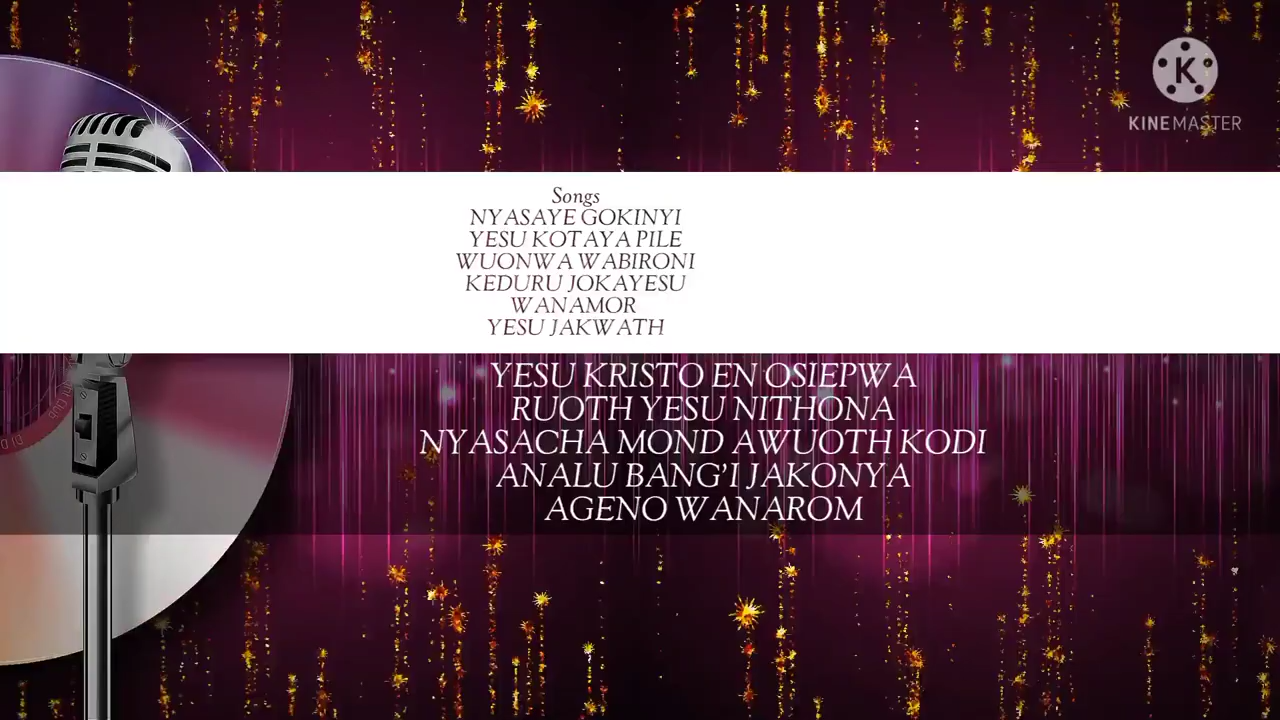 KINEMASTER
Songs
NYASAYE GOKINYI
YESU KOTAYA PILE
WUONWA WABIRONI
KEDURU JOKAYESU
WANAMOR
YESU JAKWATH
YESU KRISTO EN OSIEPWA
RUOTH YESU NITHONA
NYASACHA MOND AWUOTH KODI
ANALU BANG'I JAKONYA
AGENO WANAROM